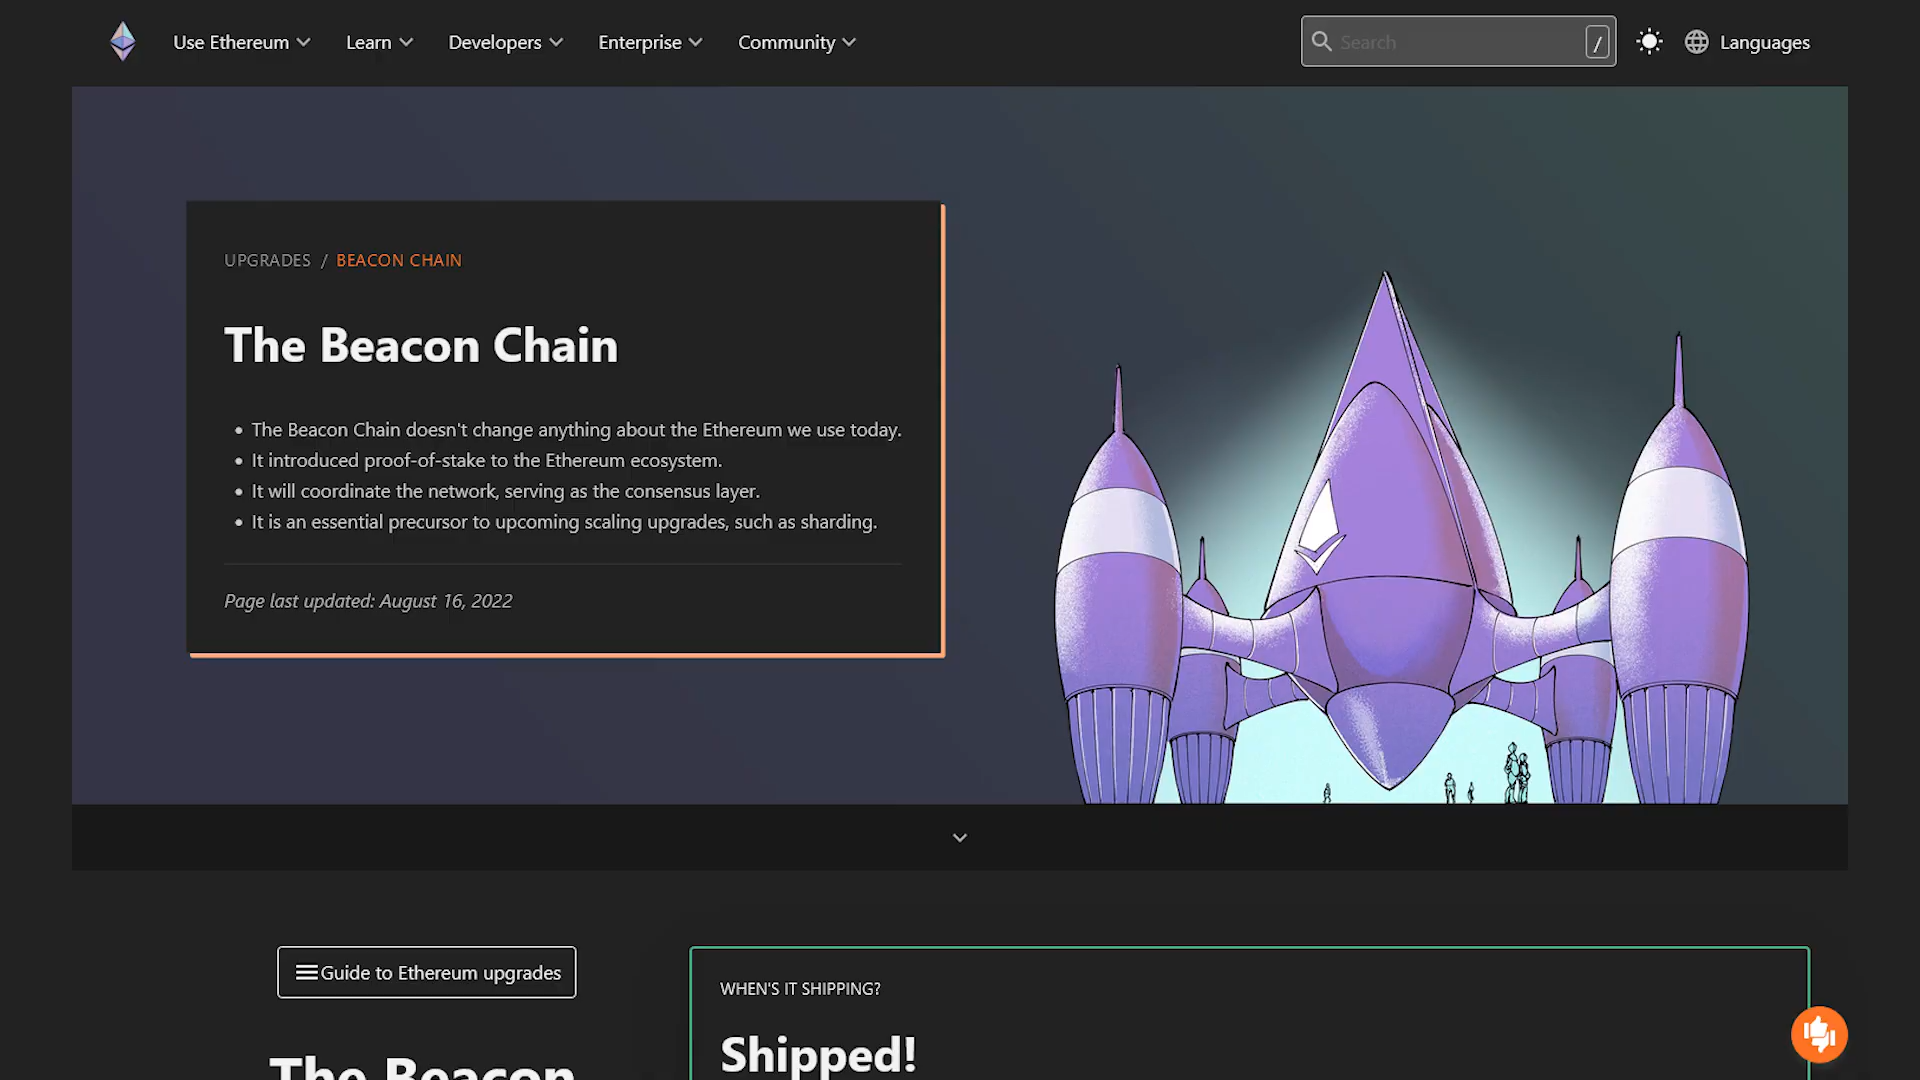 Use Ethereum
Learn
Developers
Enterprise
Community
Search
/
Languages
UPGRADES / BEACON CHAIN
The Beacon Chain
• The Beacon Chain doesn't change anything about the Ethereum we use today.
• It introduced proof-of-stake to the Ethereum ecosystem.
• It will coordinate the network, serving as the consensus layer.
• It is an essential precursor to upcoming scaling upgrades, such as sharding.
Page last updated: August 16, 2022
Guide to Ethereum upgrades
The Beacon
WHEN'S IT SHIPPING?
Shipped!